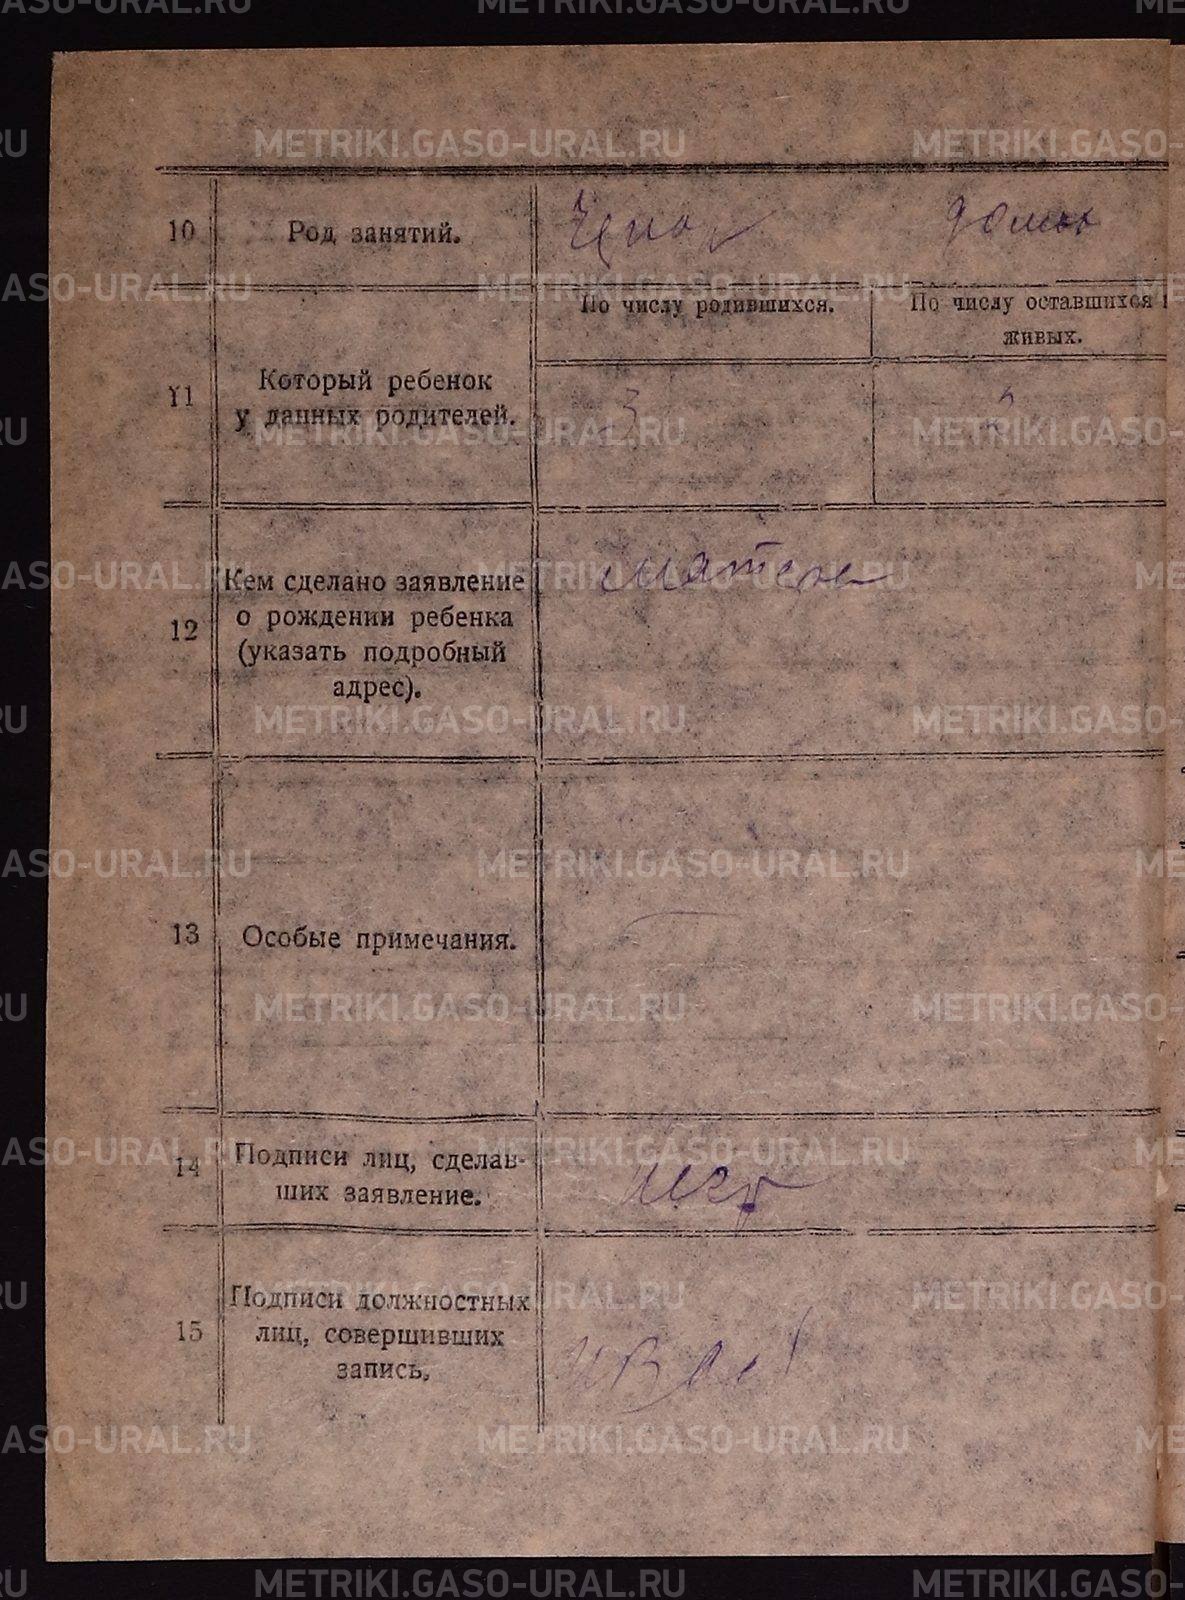 10 Род занятий.
По числу родившихся. По числу оставшихся
живых.
11 Который ребенок
у данных родителей. 3 2
12 Кем сделано заявление
о рождении ребенка
(указать подробный
адрес).
13 Особые примечания.
14 Подписи лиц, сделав-
ших заявление.
15 Подписи должностных
лиц, совершивших
запись.
METRIKI.GASO-URAL.RU